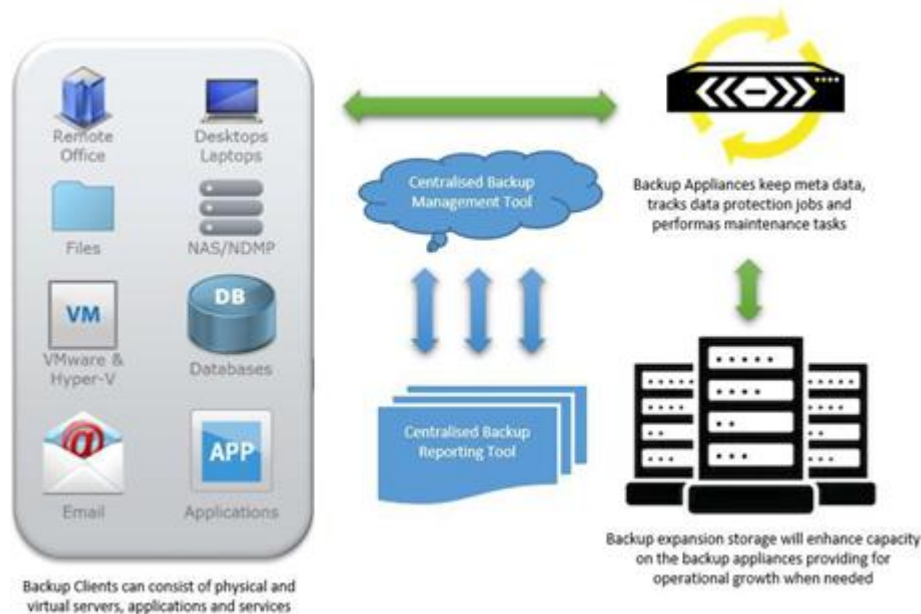 Remote
Office
Desktops
Laptops
Files
NAS/NDMP
VM
VMware &
Hyper-V
DB
Databases
@
Email
APP
Applications
Backup Clients can consist of physical and
virtual servers, applications and services
Centralised Backup
Management Tool
Centralised Backup
Reporting Tool
Backup Appliances keep meta data,
tracks data protection jobs and
performas maintenance tasks
Backup expansion storage will enhance capacity
on the backup appliances providing for
operational growth when needed